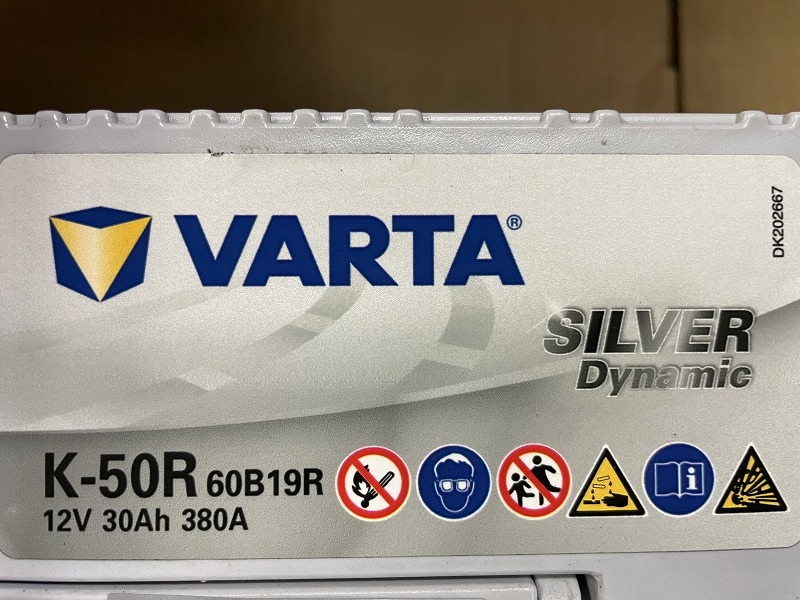 VARTA®
DK202667
SILVER
Dynamic
K-50R 60B19R
12V 30Ah 380A